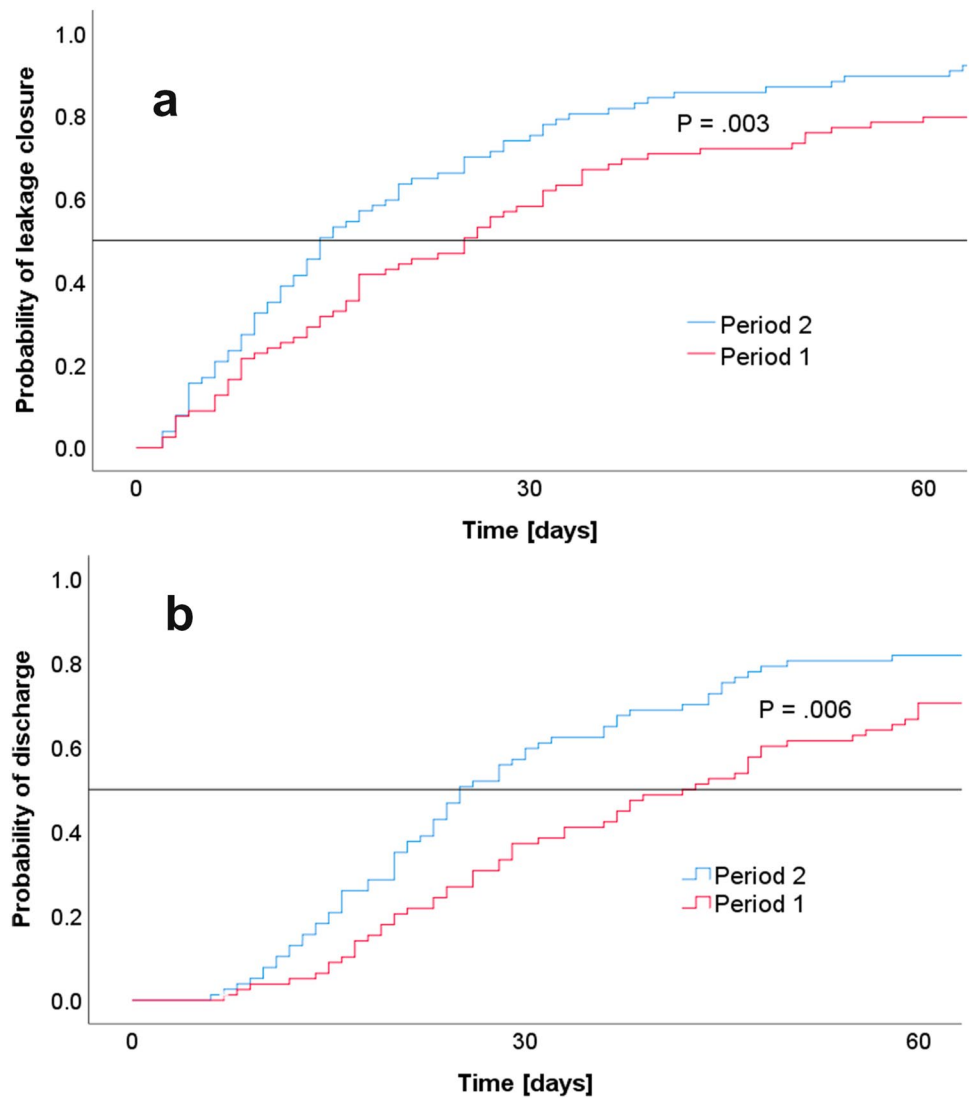 a
Probability of leakage closure
1.0
0.8
0.6
0.4
0.2
0.0
P = .003
Period 2
Period 1
0 30 60
Time [days]
b
Probability of discharge
1.0
0.8
0.6
0.4
0.2
0.0
P = .006
Period 2
Period 1
0 30 60
Time [days]